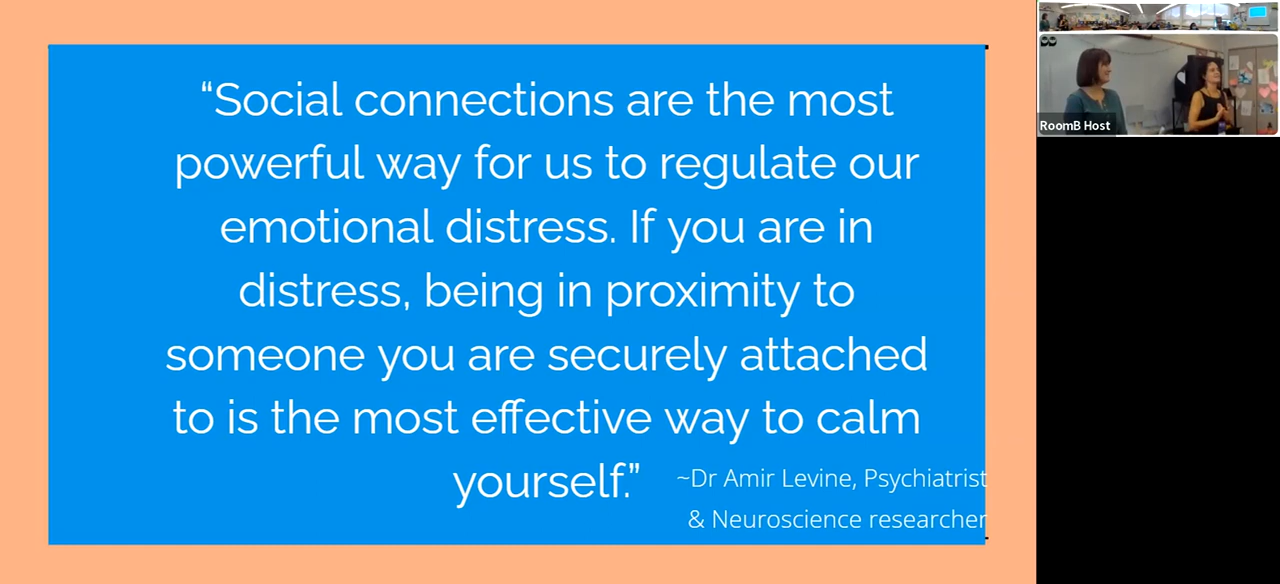 “Social connections are the most
powerful way for us to regulate our
emotional distress. If you are in
distress, being in proximity to
someone you are securely attached
to is the most effective way to calm
yourself.”
~Dr Amir Levine, Psychiatrist
& Neuroscience researcher
RoomB Host